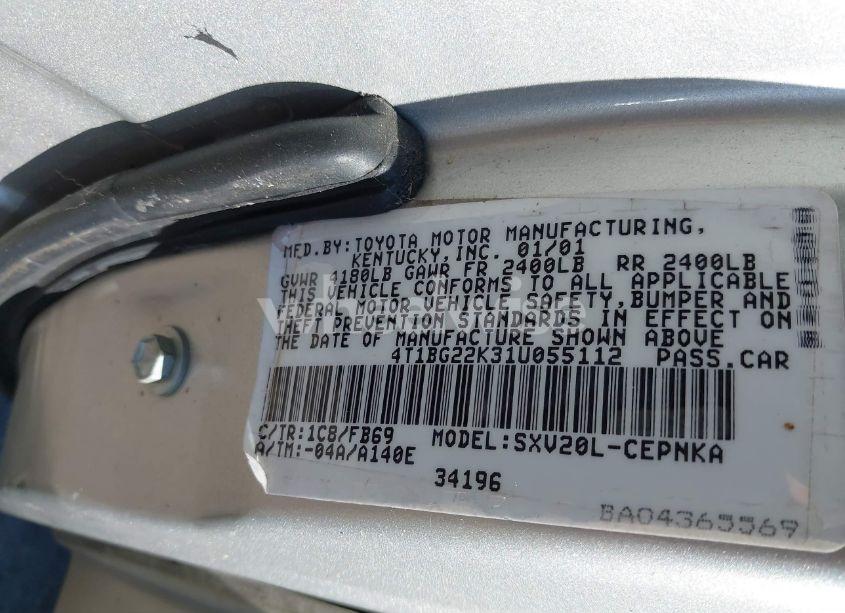 MFD.BY:TOYOTA MOTOR MANUFACTURING,
KENTUCKY,INC. 01/01
GVWR 4180LB GAWR FR 2400LB RR 2400LB
THIS VEHICLE CONFORMS TO ALL APPLICABLE
FEDERAL MOTOR VEHICLE SAFETY,BUMPER AND
THEFT PREVENTION STANDARDS IN EFFECT ON
THE DATE OF MANUFACTURE SHOWN ABOVE
4T1BG22K31U055112 PASS.CAR
C/TR:1C8/FB69 MODEL:SXV20L-CEPNKA
A/TM:-04A/A140E
34196
BA04365569